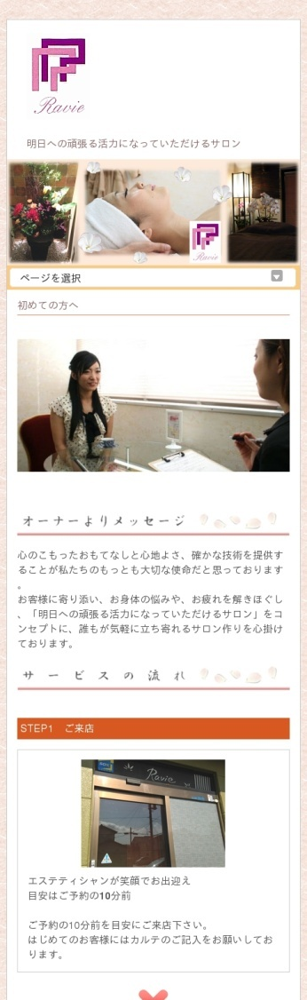 Ravie
明日への頑張る活力になっていただけるサロン
Ravie
ページを選択
初めての方へ
オーナーよりメッセージ
心のこもったおもてなしと心地よさ、確かな技術を提供す
ることが私たちのもっとも大切な使命だと思っております
。
お客様に寄り添い、お身体の悩みや、お疲れを解きほぐし
、「明日への頑張る活力になっていただけるサロン」をコ
ンセプトに、誰もが気軽に立ち寄れるサロン作りを心掛け
ております。
サービスの流れ
STEP1　ご来店
Ravie
エステティシャンが笑顔でお出迎え
目安はご予約の10分前
ご予約の10分前を目安にご来店下さい。
はじめてのお客様にはカルテのご記入をお願いしてお
ります。